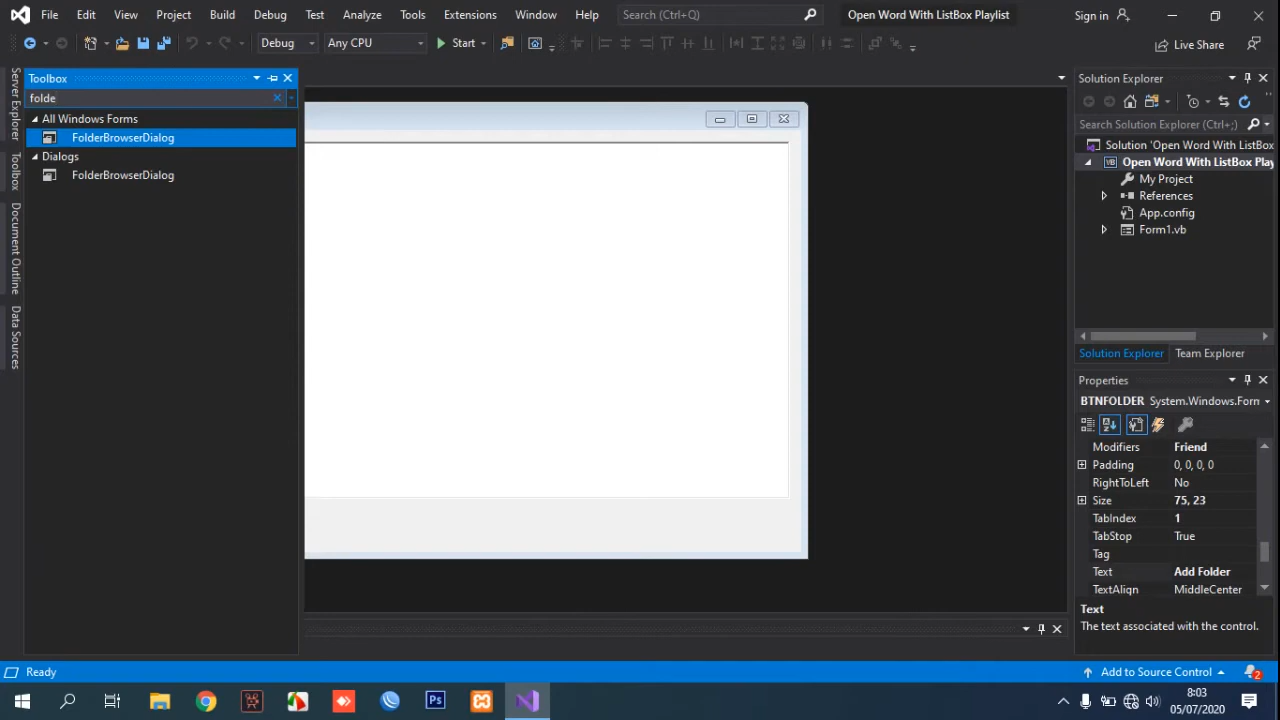 File Edit View Project Build Debug Test Analyze Tools Extensions Window Help Search (Ctrl+Q) Open Word With ListBox Playlist Sign in
Debug Any CPU Start Live Share
Server Explorer
Toolbox
Document Outline
Data Sources
Toolbox
folde
All Windows Forms
FolderBrowserDialog
Dialogs
FolderBrowserDialog
Solution Explorer
Search Solution Explorer (Ctrl+;)
Solution 'Open Word With ListBox
Open Word With ListBox Play
VB
My Project
References
App.config
Form1.vb
Solution Explorer Team Explorer
Properties
BTNFOLDER System.Windows.Form
Modifiers Friend
Padding 0, 0, 0, 0
RightToLeft No
Size 75, 23
TabIndex 1
TabStop True
Tag
Text Add Folder
TextAlign MiddleCenter
Text
The text associated with the control.
Ready Add to Source Control 2
Ps
8:03
05/07/2020